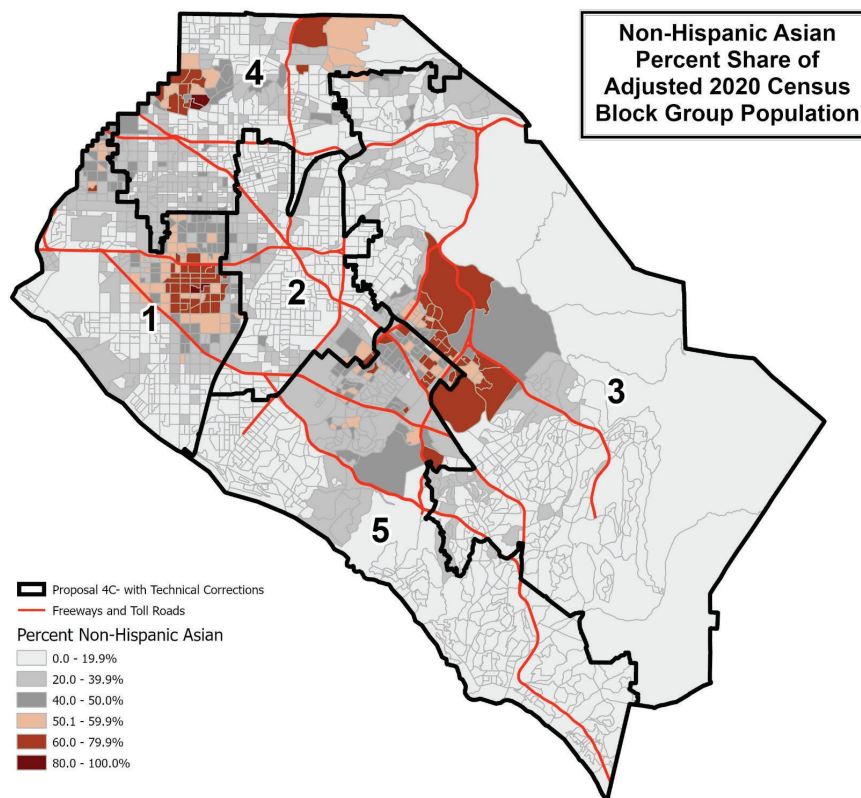 Non-Hispanic Asian
Percent Share of
Adjusted 2020 Census
Block Group Population
4
2
1
3
5
Proposal 4C- with Technical Corrections
Freeways and Toll Roads
Percent Non-Hispanic Asian
0.0 - 19.9%
20.0 - 39.9%
40.0 - 50.0%
50.1 - 59.9%
60.0 - 79.9%
80.0 - 100.0%